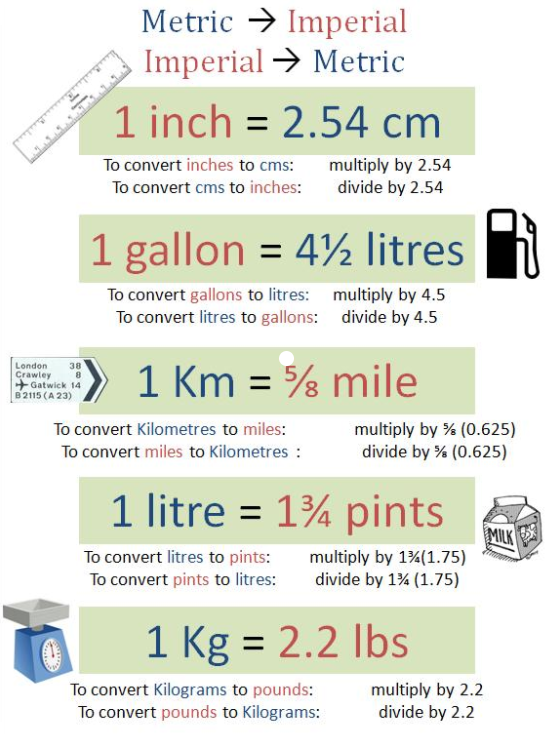 Metric → Imperial
Imperial → Metric
1 inch = 2.54 cm
To convert inches to cms: multiply by 2.54
To convert cms to inches: divide by 2.54
1 gallon = 4½ litres
To convert gallons to litres: multiply by 4.5
To convert litres to gallons: divide by 4.5
London 38
Crawley 8
Gatwick 14
B2115 (A 23)
1 Km = ⅝ mile
To convert Kilometres to miles: multiply by ⅝ (0.625)
To convert miles to Kilometres : divide by ⅝ (0.625)
1 litre = 1¾ pints
MILK
To convert litres to pints: multiply by 1¾(1.75)
To convert pints to litres: divide by 1¾ (1.75)
1 Kg = 2.2 lbs
To convert Kilograms to pounds: multiply by 2.2
To convert pounds to Kilograms: divide by 2.2